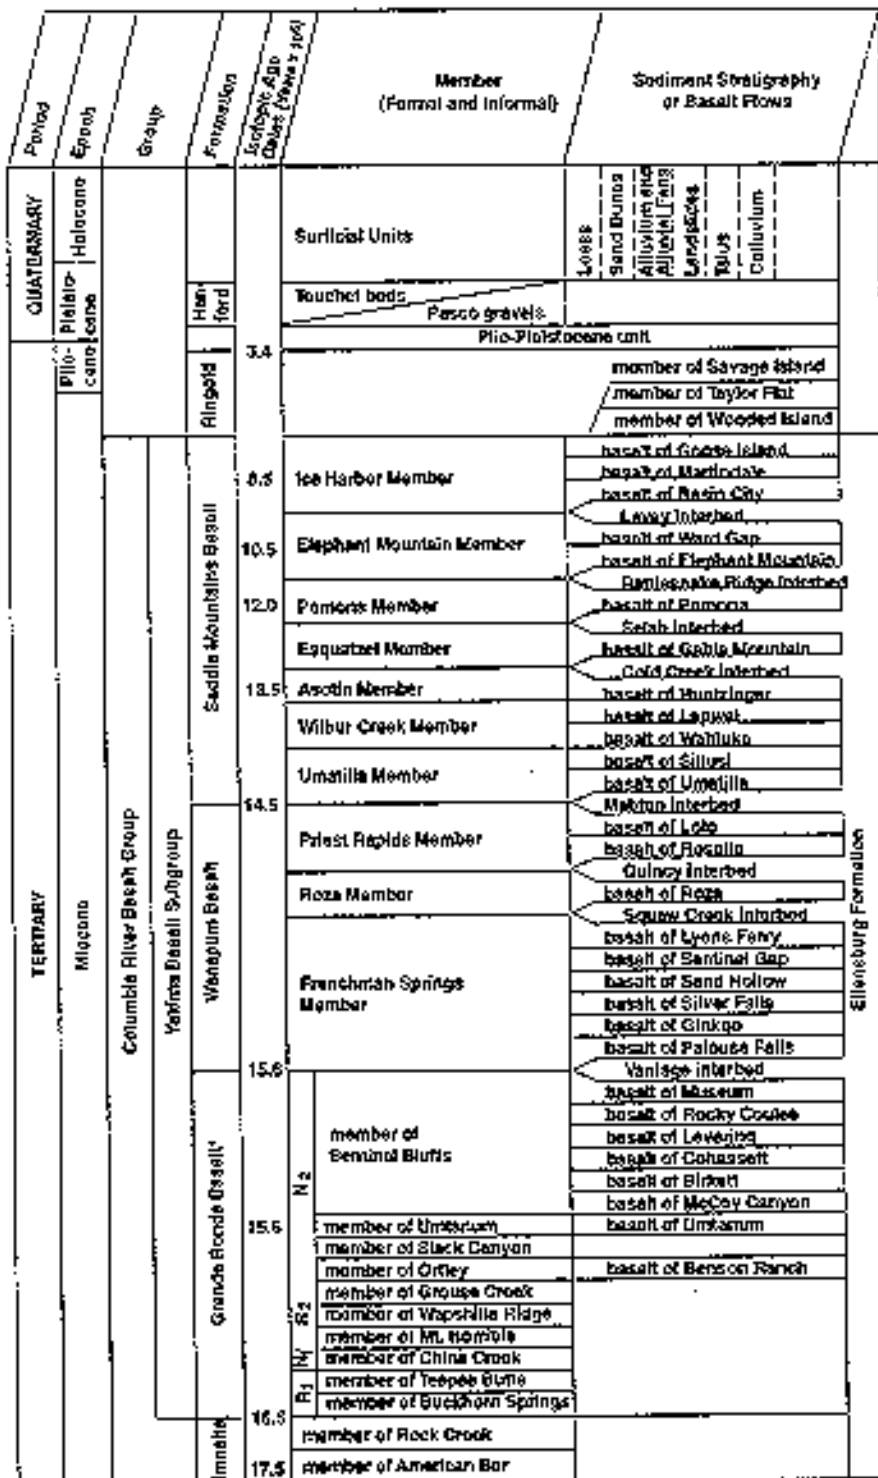 Period
Epoch
Group
Formation
Isotopic Age
Dates (Years x 106)
Member
(Formal and Informal)
Sediment Stratigraphy
or Basalt Flows
QUATERNARY
Holocene
Surficial Units
Loess
Sand Dunes
Alluvium and
Alluvial Fans
Landslides
Talus
Colluvium
Pleisto-
cene
Han-
ford
Touchet beds
Pasco gravels
Plio-Pleistocene unit
TERTIARY
Plio-
cene
Ringold
3.4
member of Savage Island
member of Taylor Flat
member of Wooded Island
Miocene
Columbia River Basalt Group
Yakima Basalt Subgroup
Saddle Mountains Basalt
8.5
Ice Harbor Member
basalt of Goose Island
basalt of Martindale
basalt of Basin City
Levey Interbed
10.5
Elephant Mountain Member
basalt of Ward Gap
basalt of Elephant Mountain
Rattlesnake Ridge Interbed
12.0
Pomona Member
basalt of Pomona
Selah Interbed
Esquatzel Member
basalt of Gable Mountain
Cold Creek Interbed
13.5
Asotin Member
basalt of Huntzinger
Wilbur Creek Member
basalt of Lapwai
basalt of Wahluke
Umatilla Member
basalt of Sillusi
basalt of Umatilla
14.5
Mabton Interbed
Wanapum Basalt
Priest Rapids Member
basalt of Lolo
basalt of Rosalia
Quincy Interbed
Roza Member
basalt of Roza
Squaw Creek Interbed
Frenchman Springs
Member
basalt of Lyons Ferry
basalt of Sentinel Gap
basalt of Sand Hollow
basalt of Silver Falls
basalt of Ginkgo
basalt of Palouse Falls
Ellensburg Formation
15.6
Vantage Interbed
Grande Ronde Basalt*
N2
member of
Sentinel Bluffs
basalt of Museum
basalt of Rocky Coulee
basalt of Levering
basalt of Cohassett
basalt of Birkett
basalt of McCoy Canyon
15.6
member of Umtanum
basalt of Umtanum
member of Slack Canyon
member of Ortley
basalt of Benson Ranch
R2
member of Grouse Creek
member of Wapshilla Ridge
member of Mt. Horrible
N1
member of China Creek
R1
member of Teepee Butte
member of Buckhorn Springs
16.5
Imnaha
member of Rock Creek
17.5
member of American Bar